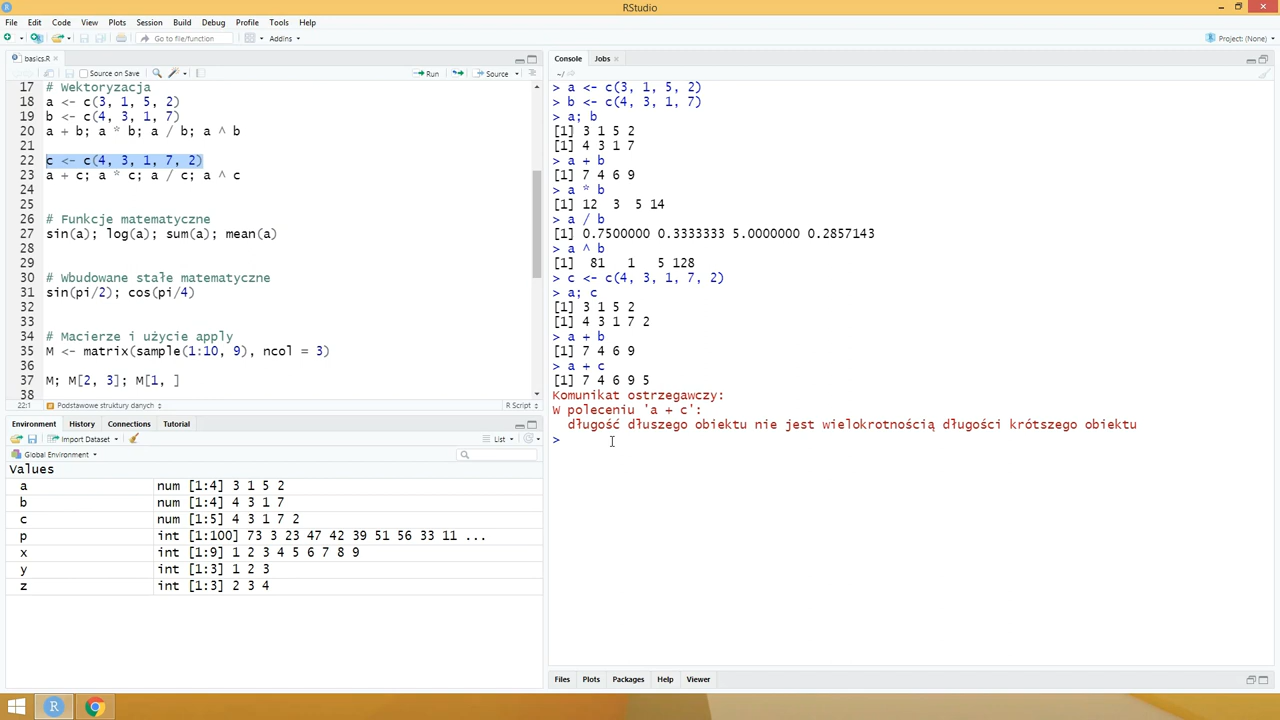 RStudio
File Edit Code View Plots Session Build Debug Profile Tools Help
Go to file/function Addins Project: (None)
basics.R
Source on Save Run Source
17 # Wektoryzacja
18 a <- c(3, 1, 5, 2)
19 b <- c(4, 3, 1, 7)
20 a + b; a * b; a / b; a ^ b
21
22 c <- c(4, 3, 1, 7, 2)
23 a + c; a * c; a / c; a ^ c
24
25
26 # Funkcje matematyczne
27 sin(a); log(a); sum(a); mean(a)
28
29
30 # Wbudowane stałe matematyczne
31 sin(pi/2); cos(pi/4)
32
33
34 # Macierze i użycie apply
35 M <- matrix(sample(1:10, 9), ncol = 3)
36
37 M; M[2, 3]; M[1, ]
38
22:1 Podstawowe struktury danych R Script
Environment History Connections Tutorial
Import Dataset List
Global Environment
Values
a num [1:4] 3 1 5 2
b num [1:4] 4 3 1 7
c num [1:5] 4 3 1 7 2
p int [1:100] 73 3 23 47 42 39 51 56 33 11 ...
x int [1:9] 1 2 3 4 5 6 7 8 9
y int [1:3] 1 2 3
z int [1:3] 2 3 4
Console Jobs
~/
> a <- c(3, 1, 5, 2)
> b <- c(4, 3, 1, 7)
> a; b
[1] 3 1 5 2
[1] 4 3 1 7
> a + b
[1] 7 4 6 9
> a * b
[1] 12  3  5 14
> a / b
[1] 0.7500000 0.3333333 5.0000000 0.2857143
> a ^ b
[1]  81   1   5 128
> c <- c(4, 3, 1, 7, 2)
> a; c
[1] 3 1 5 2
[1] 4 3 1 7 2
> a + b
[1] 7 4 6 9
> a + c
[1] 7 4 6 9 5
Komunikat ostrzegawczy:
W poleceniu 'a + c':
długość dłuszego obiektu nie jest wielokrotnością długości krótszego obiektu
>
Files Plots Packages Help Viewer